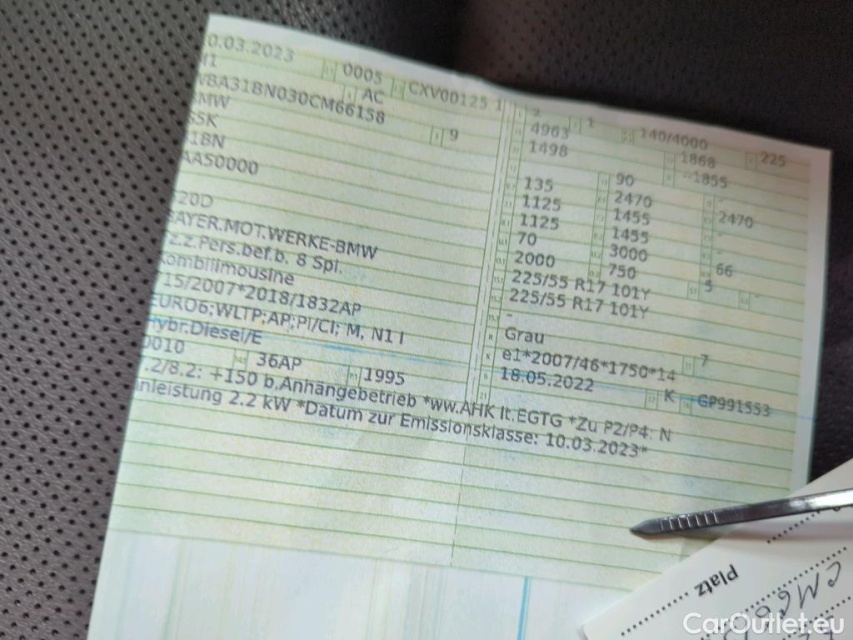 0.03.2023 0005 CXV00125 1
M1 AC
WBA31BN030CM66158
BMW 9
G5K
31BN
AA50000
20D
BAYER.MOT.WERKE-BMW
z.Pers.bef.b. 8 Spl.
Kombilimousine
715/2007*2018/1832AP
EURO6;WLTP;AP;PI/CI; M, N1 I
Hybr.Diesel/E
0010 36AP 1995
.2/8.2: +150 b.Anhängebetrieb *ww.AHK lt.EGTG *Zu P2/P4: N
nleistung 2.2 kW *Datum zur Emissionsklasse: 10.03.2023*
2 1 140/4000
4963 1868 225
1498 -1855
135 90
1125 2470 2470
1125 1455
70 1455
2000 3000 66
225/55 R17 101Y 750 5 -
225/55 R17 101Y
-
Grau 7
e1*2007/46*1750*14
18.05.2022 K GP991553
Platz
CarOutlet.eu